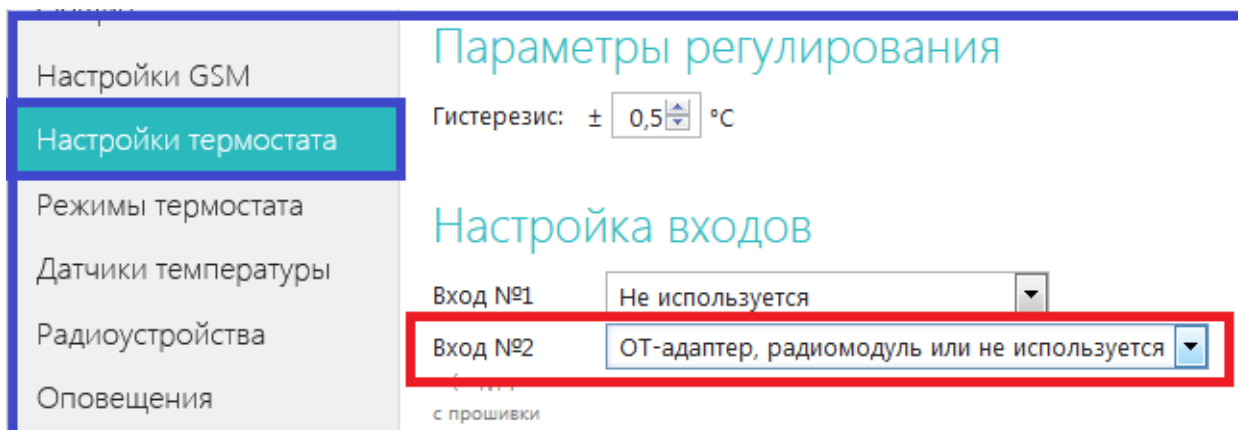 Настройки GSM
Настройки термостата
Режимы термостата
Датчики температуры
Радиоустройства
Оповещения
Параметры регулирования
Гистерезис: ± 0,5 °C
Настройка входов
Вход №1 Не используется
Вход №2 ОТ-адаптер, радиомодуль или не используется
с прошивки